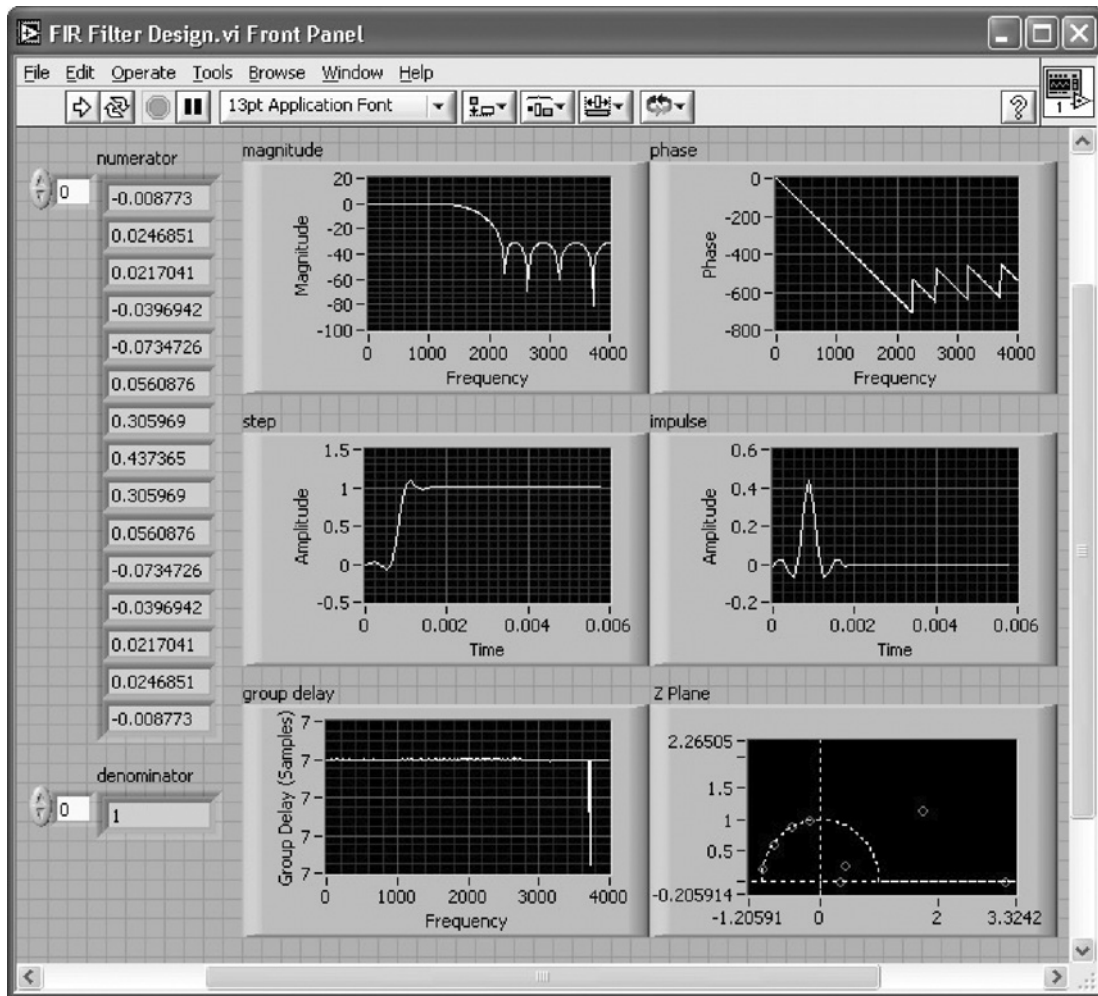 FIR Filter Design.vi Front Panel
File Edit Operate Tools Browse Window Help
13pt Application Font
?
1
numerator
0
-0.008773
0.0246851
0.0217041
-0.0396942
-0.0734726
0.0560876
0.305969
0.437365
0.305969
0.0560876
-0.0734726
-0.0396942
0.0217041
0.0246851
-0.008773
denominator
0
1
magnitude
Magnitude
20
0
-20
-40
-60
-80
-100
0 1000 2000 3000 4000
Frequency
phase
Phase
0
-200
-400
-600
-800
0 1000 2000 3000 4000
Frequency
step
Amplitude
1.5
1
0.5
0
-0.5
0 0.002 0.004 0.006
Time
impulse
Amplitude
0.6
0.4
0.2
0
-0.2
0 0.002 0.004 0.006
Time
group delay
Group Delay (Samples)
7
7
7
7
7
0 1000 2000 3000 4000
Frequency
Z Plane
2.26505
1.5
1
0.5
-0.205914
-1.20591 0 2 3.3242